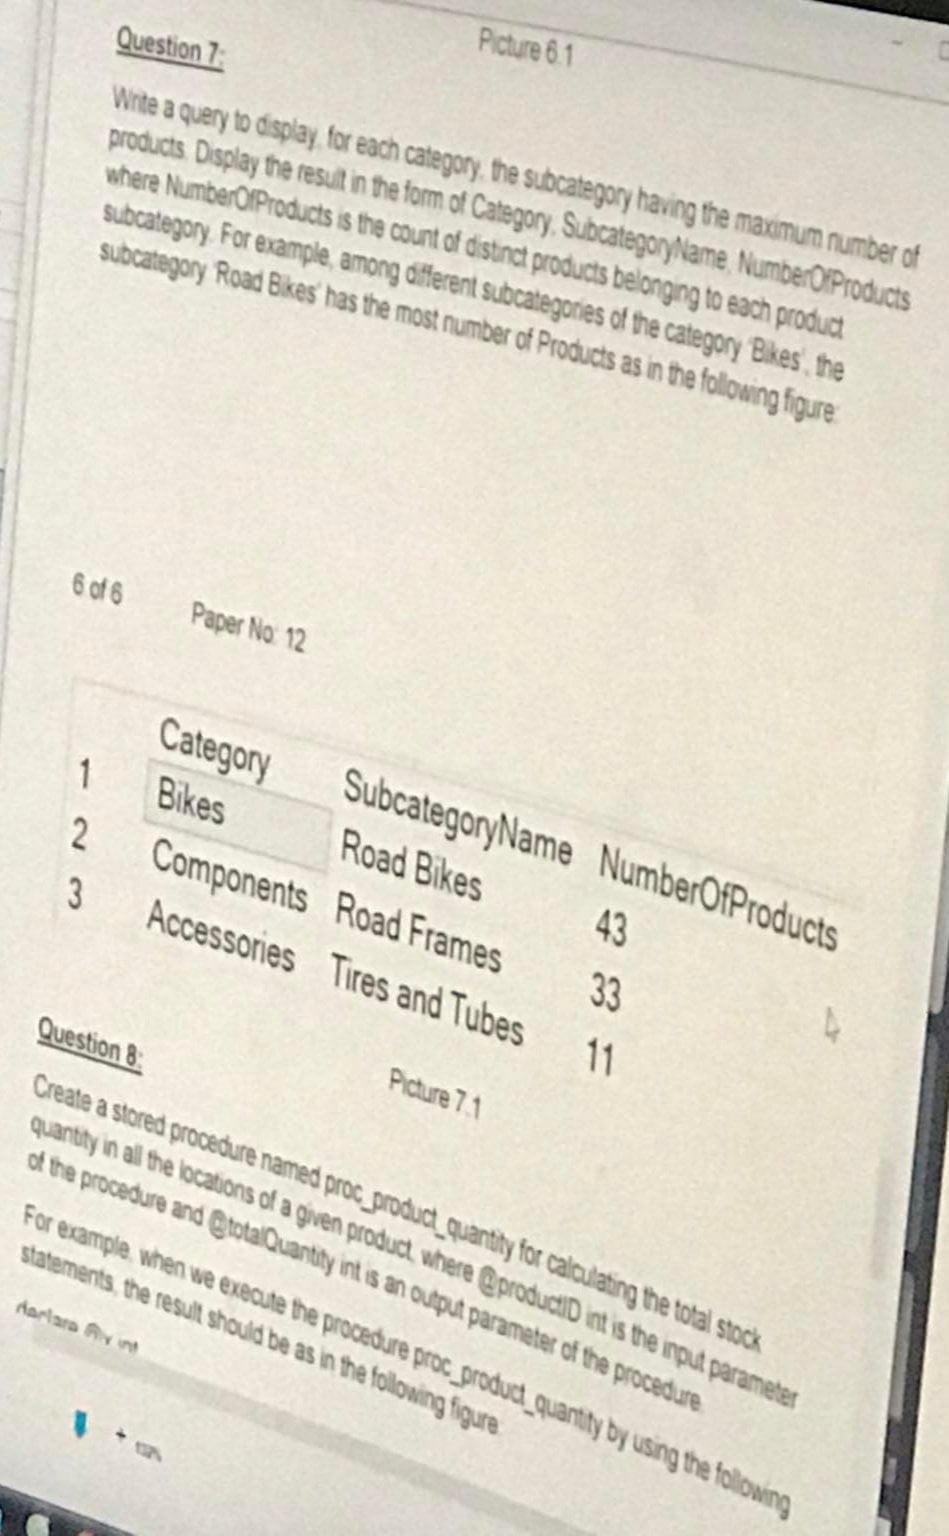 Picture 6.1
Question 7:
Write a query to display, for each category, the subcategory having the maximum number of
products. Display the result in the form of Category, SubcategoryName, NumberOfProducts
where NumberOfProducts is the count of distinct products belonging to each product
subcategory. For example, among different subcategories of the category 'Bikes', the
subcategory 'Road Bikes' has the most number of Products as in the following figure:
6 of 6 Paper No: 12
Category SubcategoryName NumberOfProducts
1 Bikes Road Bikes 43
2 Components Road Frames 33
3 Accessories Tires and Tubes 11
Picture 7.1
Question 8:
Create a stored procedure named proc_product_quantity for calculating the total stock
quantity in all the locations of a given product, where @productID int is the input parameter
of the procedure and @totalQuantity int is an output parameter of the procedure.
For example, when we execute the procedure proc_product_quantity by using the following
statements, the result should be as in the following figure.
declare @x int
+